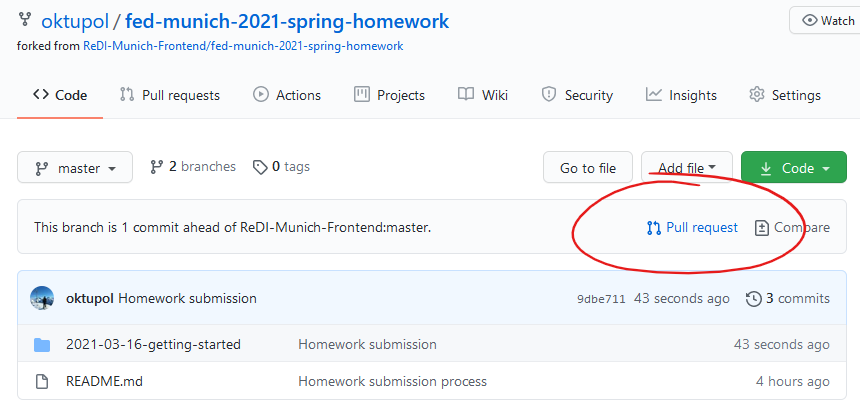 oktupol / fed-munich-2021-spring-homework
Watch
forked from ReDI-Munich-Frontend/fed-munich-2021-spring-homework
Code Pull requests Actions Projects Wiki Security Insights Settings
master 2 branches 0 tags Go to file Add file Code
This branch is 1 commit ahead of ReDI-Munich-Frontend:master. Pull request Compare
oktupol Homework submission 9dbe711 43 seconds ago 3 commits
2021-03-16-getting-started Homework submission 43 seconds ago
README.md Homework submission process 4 hours ago